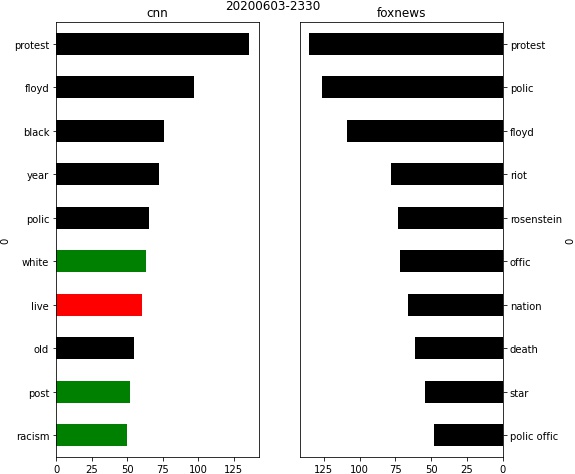 20200603-2330
cnn
protest
floyd
black
year
polic
white
live
old
post
racism
0
0 25 50 75 100 125
foxnews
protest
polic
floyd
riot
rosenstein
offic
nation
death
star
polic offic
0
125 100 75 50 25 0